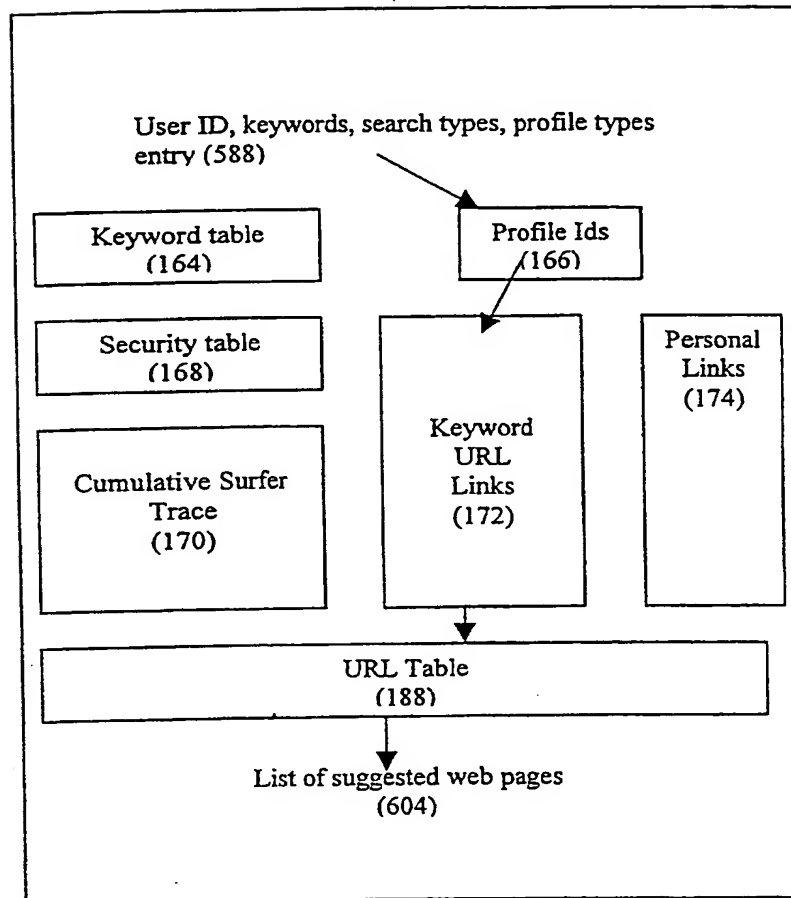 User ID, keywords, search types, profile types
entry (588)
Keyword table
(164)
Profile Ids
(166)
Security table
(168)
Personal
Links
(174)
Keyword
URL
Links
(172)
Cumulative Surfer
Trace
(170)
URL Table
(188)
List of suggested web pages
(604)